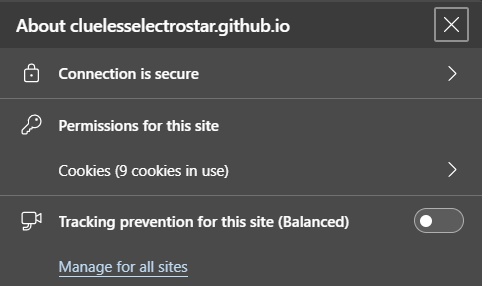 About cluelesselectrostar.github.io
Connection is secure
Permissions for this site
Cookies (9 cookies in use)
Tracking prevention for this site (Balanced)
Manage for all sites